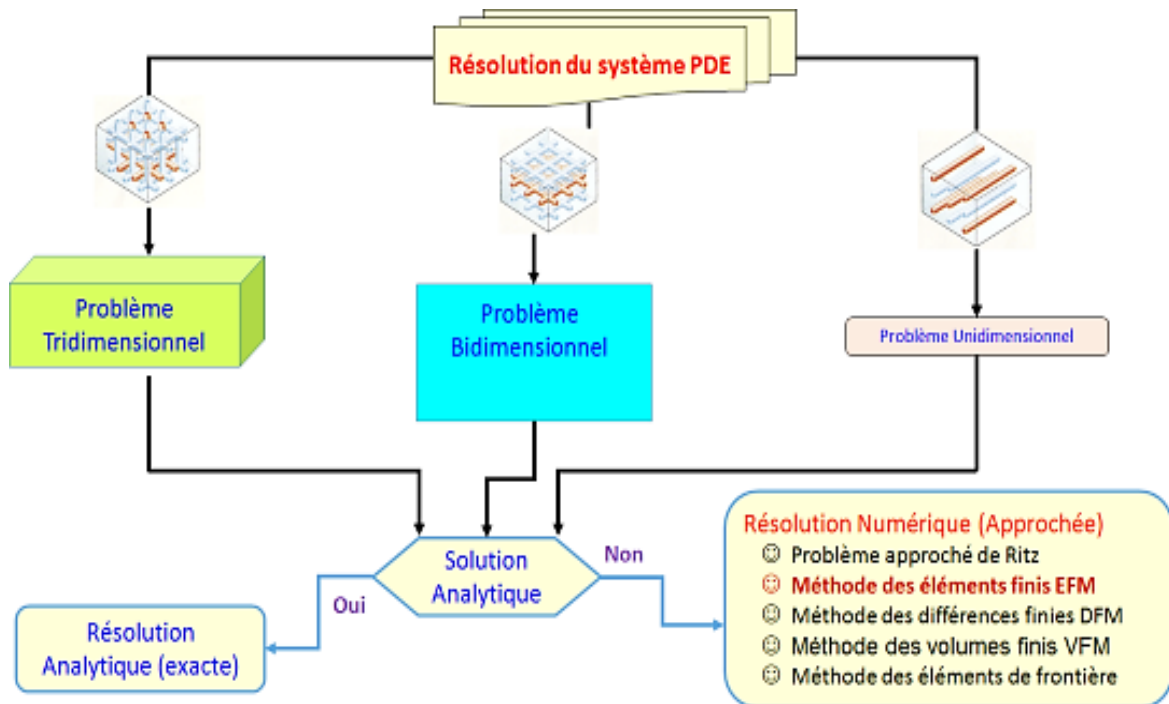 Résolution du système PDE
Problème
Tridimensionnel
Problème
Bidimensionnel
Problème Unidimensionnel
Solution
Analytique
Oui
Non
Résolution
Analytique (exacte)
Résolution Numérique (Approchée)
☺ Problème approché de Ritz
☺ Méthode des éléments finis EFM
☺ Méthode des différences finies DFM
☺ Méthode des volumes finis VFM
☺ Méthode des éléments de frontière